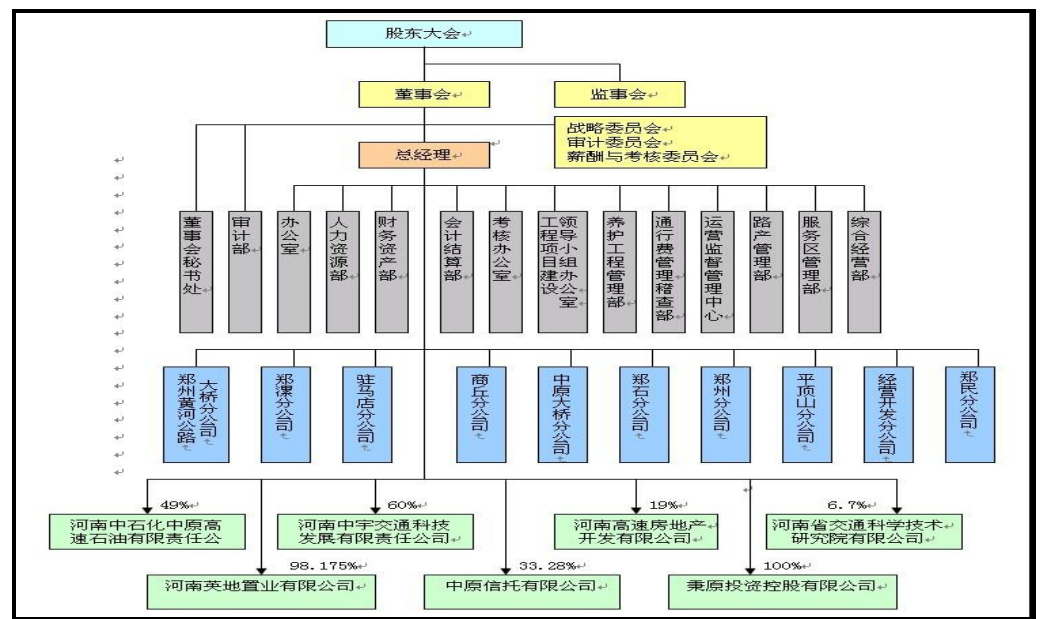 股东大会
董事会
监事会
战略委员会
审计委员会
薪酬与考核委员会
总经理
董事会秘书处
审计部
办公室
人力资源部
财务资产部
会计结算部
考核办公室
工程项目建设
领导小组办公室
养护工程管理部
通行费管理稽查部
运营监督管理中心
路产管理部
服务区管理部
综合经营部
郑州黄河公路
大桥分公司
郑漯分公司
驻马店分公司
商丘分公司
中原大桥分公司
郑石分公司
郑州分公司
平顶山分公司
经营开发分公司
郑民分公司
49%
河南中石化中原高
速石油有限责任公
60%
河南中宇交通科技
发展有限责任公司
19%
河南高速房地产
开发有限公司
6.7%
河南省交通科学技术
研究院有限公司
98.175%
河南英地置业有限公司
33.28%
中原信托有限公司
100%
秉原投资控股有限公司